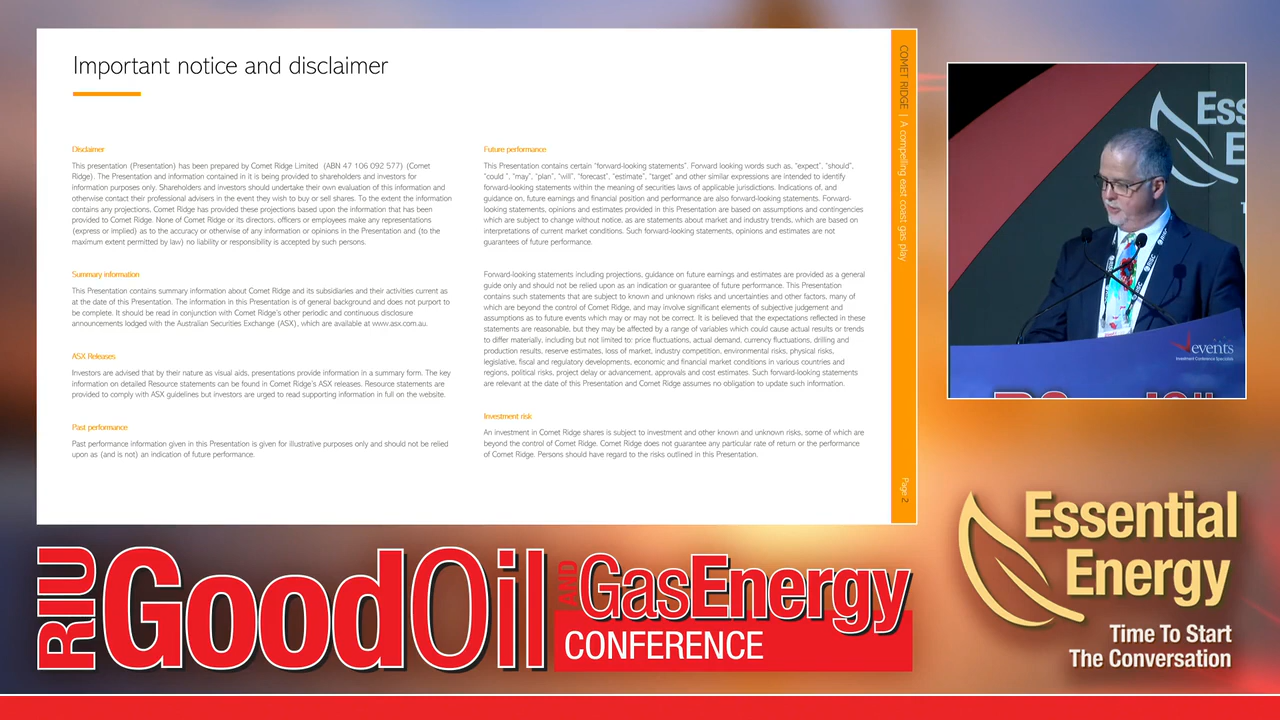 Important notice and disclaimer
Disclaimer
This presentation (Presentation) has been prepared by Comet Ridge Limited (ABN 47 106 092 577) (Comet
Ridge). The Presentation and information contained in it is being provided to shareholders and investors for
information purposes only. Shareholders and investors should undertake their own evaluation of this information and
otherwise contact their professional advisers in the event they wish to buy or sell shares. To the extent the information
contains any projections, Comet Ridge has provided these projections based upon the information that has been
provided to Comet Ridge. None of Comet Ridge or its directors, officers or employees make any representations
(express or implied) as to the accuracy or otherwise of any information or opinions in the Presentation and (to the
maximum extent permitted by law) no liability or responsibility is accepted by such persons.
Summary information
This Presentation contains summary information about Comet Ridge and its subsidiaries and their activities current as
at the date of this Presentation. The information in this Presentation is of general background and does not purport to
be complete. It should be read in conjunction with Comet Ridge's other periodic and continuous disclosure
announcements lodged with the Australian Securities Exchange (ASX), which are available at www.asx.com.au.
ASX Releases
Investors are advised that by their nature as visual aids, presentations provide information in a summary form. The key
information on detailed Resource statements can be found in Comet Ridge's ASX releases. Resource statements are
provided to comply with ASX guidelines but investors are urged to read supporting information in full on the website.
Past performance
Past performance information given in this Presentation is given for illustrative purposes only and should not be relied
upon as (and is not) an indication of future performance.
Future performance
This Presentation contains certain "forward-looking statements". Forward looking words such as, "expect", "should",
"could ", "may", "plan", "will", "forecast", "estimate", "target" and other similar expressions are intended to identify
forward-looking statements within the meaning of securities laws of applicable jurisdictions. Indications of, and
guidance on, future earnings and financial position and performance are also forward-looking statements. Forward-
looking statements, opinions and estimates provided in this Presentation are based on assumptions and contingencies
which are subject to change without notice, as are statements about market and industry trends, which are based on
interpretations of current market conditions. Such forward-looking statements, opinions and estimates are not
guarantees of future performance.
Forward-looking statements including projections, guidance on future earnings and estimates are provided as a general
guide only and should not be relied upon as an indication or guarantee of future performance. This Presentation
contains such statements that are subject to known and unknown risks and uncertainties and other factors, many of
which are beyond the control of Comet Ridge, and may involve significant elements of subjective judgement and
assumptions as to future events which may or may not be correct. It is believed that the expectations reflected in these
statements are reasonable, but they may be affected by a range of variables which could cause actual results or trends
to differ materially, including but not limited to: price fluctuations, actual demand, currency fluctuations, drilling and
production results, reserve estimates, loss of market, industry competition, environmental risks, physical risks,
legislative, fiscal and regulatory developments, economic and financial market conditions in various countries and
regions, political risks, project delay or advancement, approvals and cost estimates. Such forward-looking statements
are relevant at the date of this Presentation and Comet Ridge assumes no obligation to update such information.
Investment risk
An investment in Comet Ridge shares is subject to investment and other known and unknown risks, some of which are
beyond the control of Comet Ridge. Comet Ridge does not guarantee any particular rate of return or the performance
of Comet Ridge. Persons should have regard to the risks outlined in this Presentation.
COMET RIDGE | A compelling east coast gas play
Page 2
Ess
E
T
events
Investment Conference Specialists
RIU GoodOil AND GasEnergy
CONFERENCE
Essential
Energy
Time To Start
The Conversation